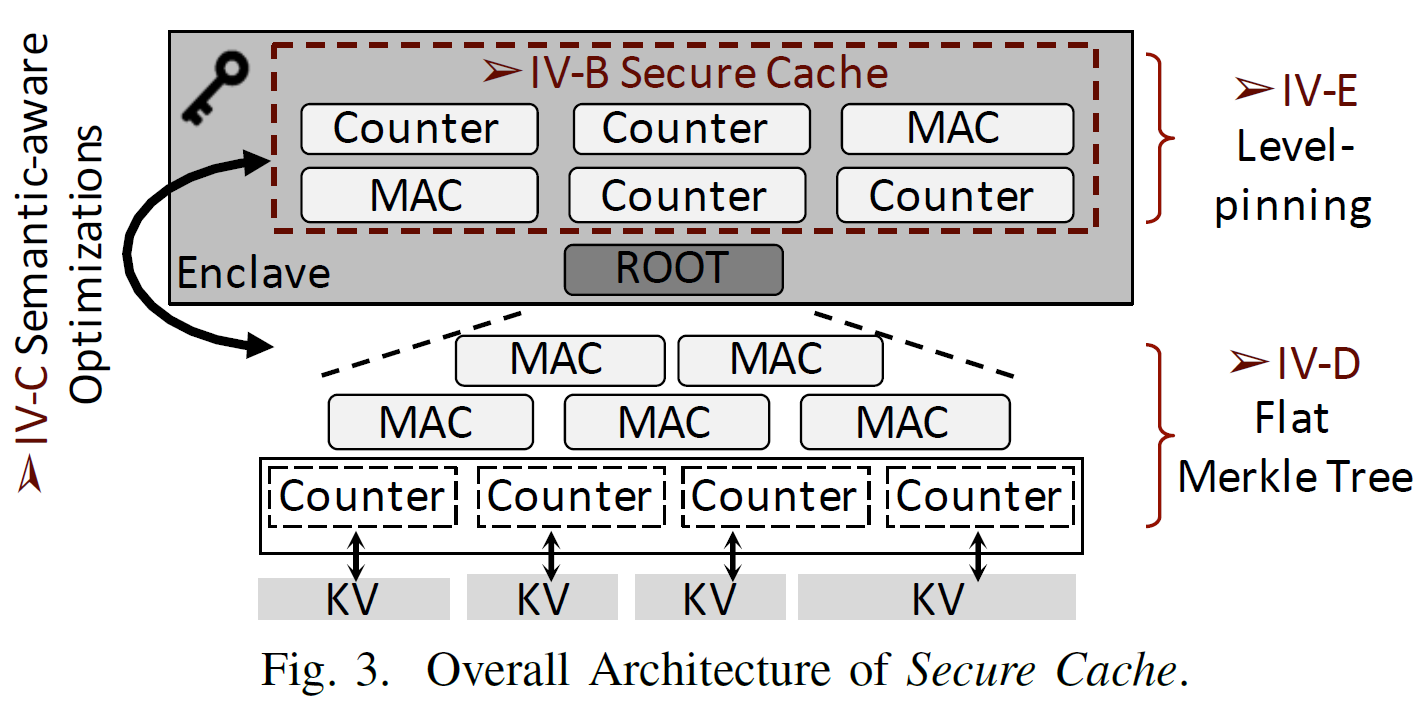 ➢ IV-C Semantic-aware
Optimizations
➢ IV-B Secure Cache
Counter Counter MAC
MAC Counter Counter
Enclave
ROOT
➢ IV-E
Level-
pinning
MAC MAC
MAC MAC MAC
Counter Counter Counter Counter
KV KV KV KV
➢ IV-D
Flat
Merkle Tree
Fig. 3. Overall Architecture of Secure Cache.